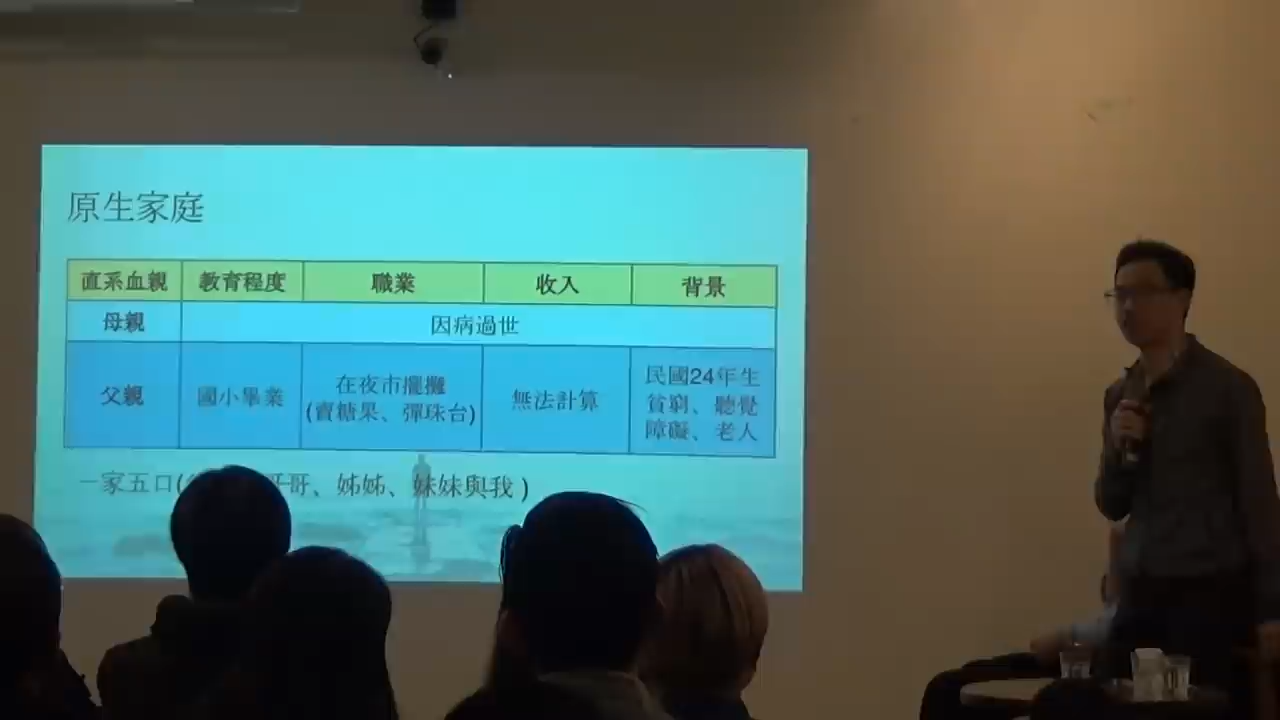 原生家庭
直系血親 教育程度 職業 收入 背景
母親 因病過世
父親 國小畢業 在夜市擺攤 無法計算 民國24年生
(賣糖果、彈珠台) 貧窮、聽覺
障礙、老人
一家五口( 哥、姊姊、妹妹與我 )